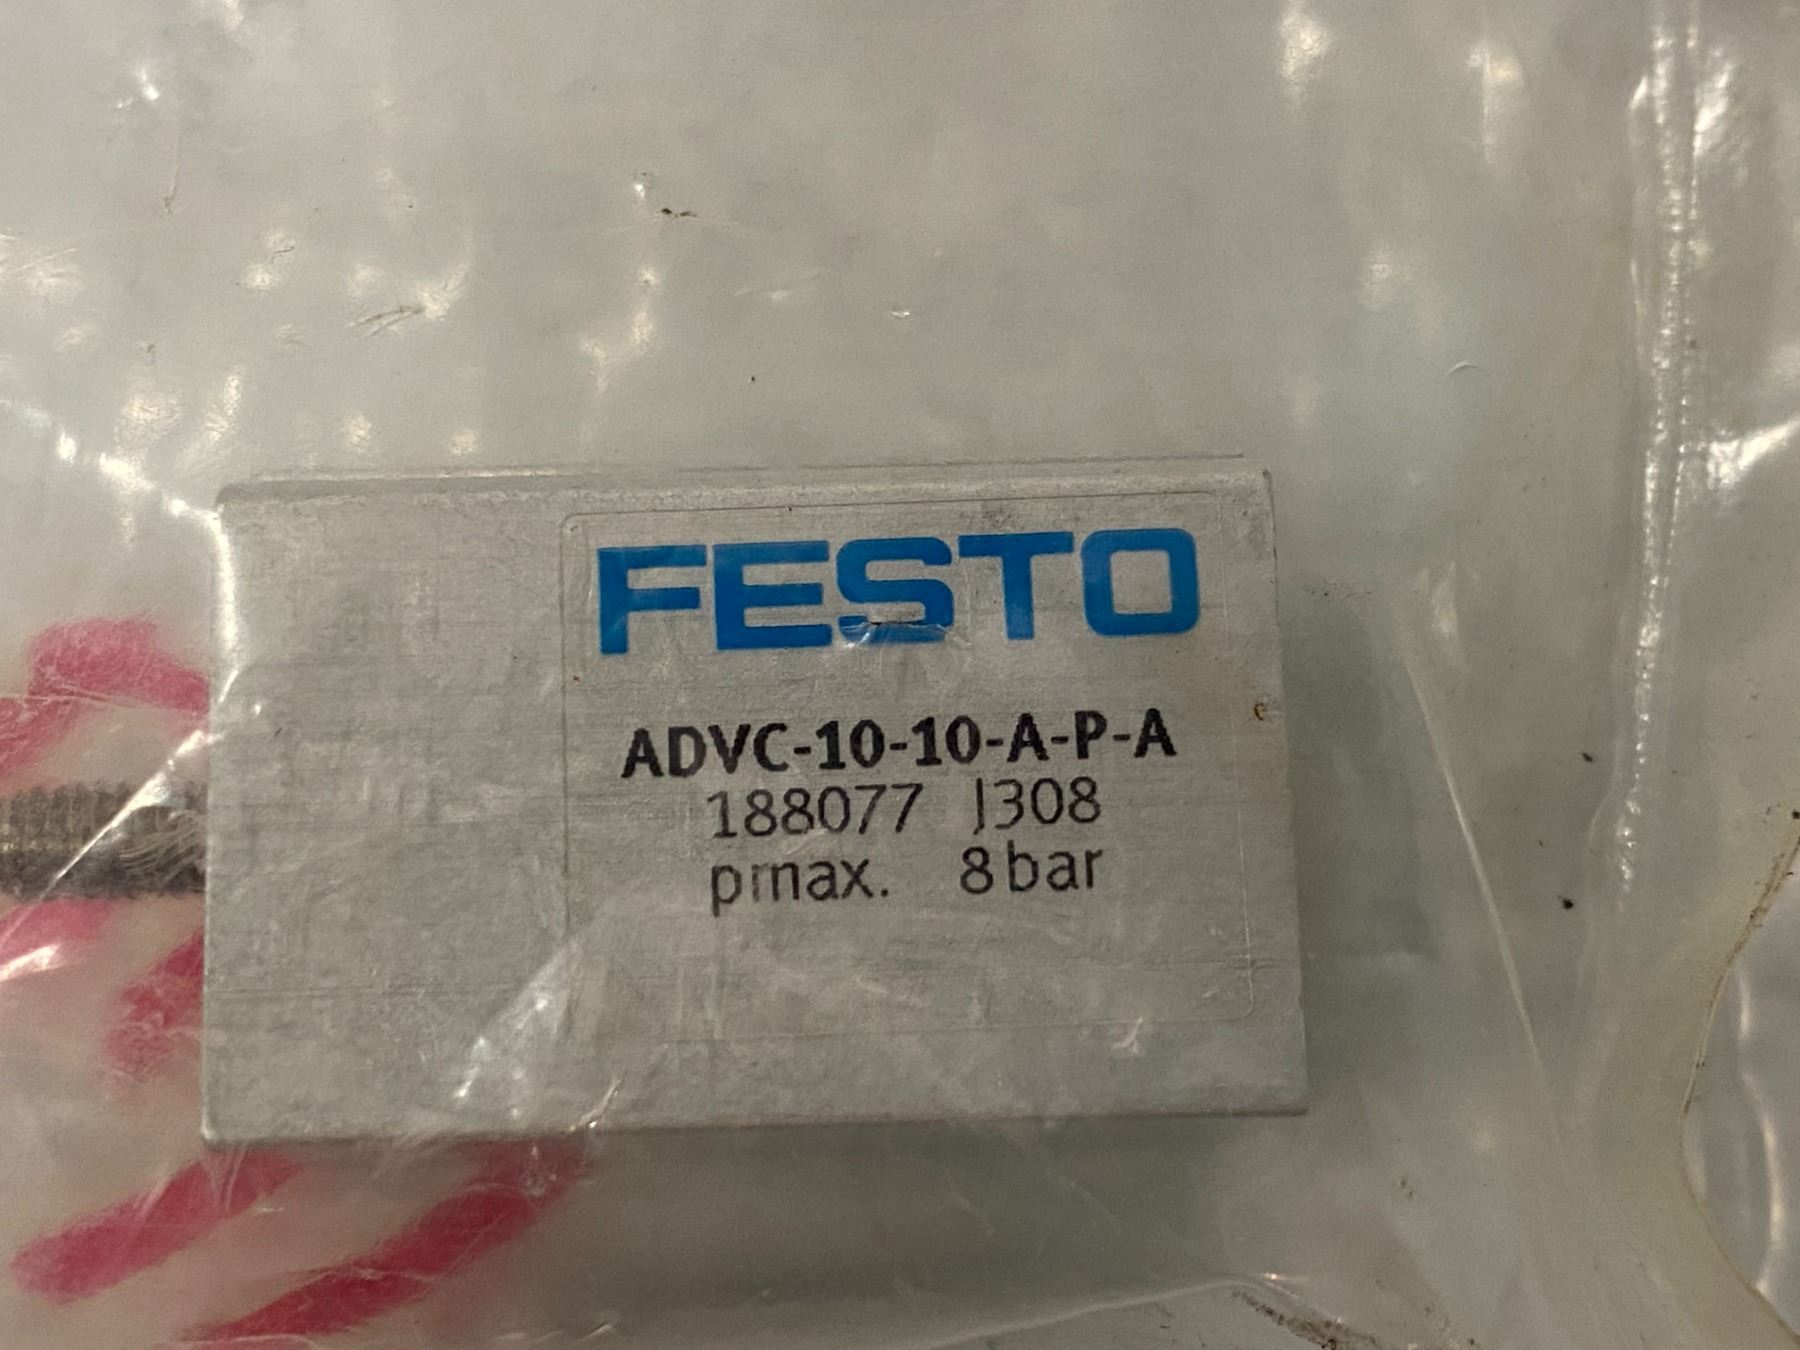 FESTO
ADVC-10-10-A-P-A
188077 J308
pmax. 8bar